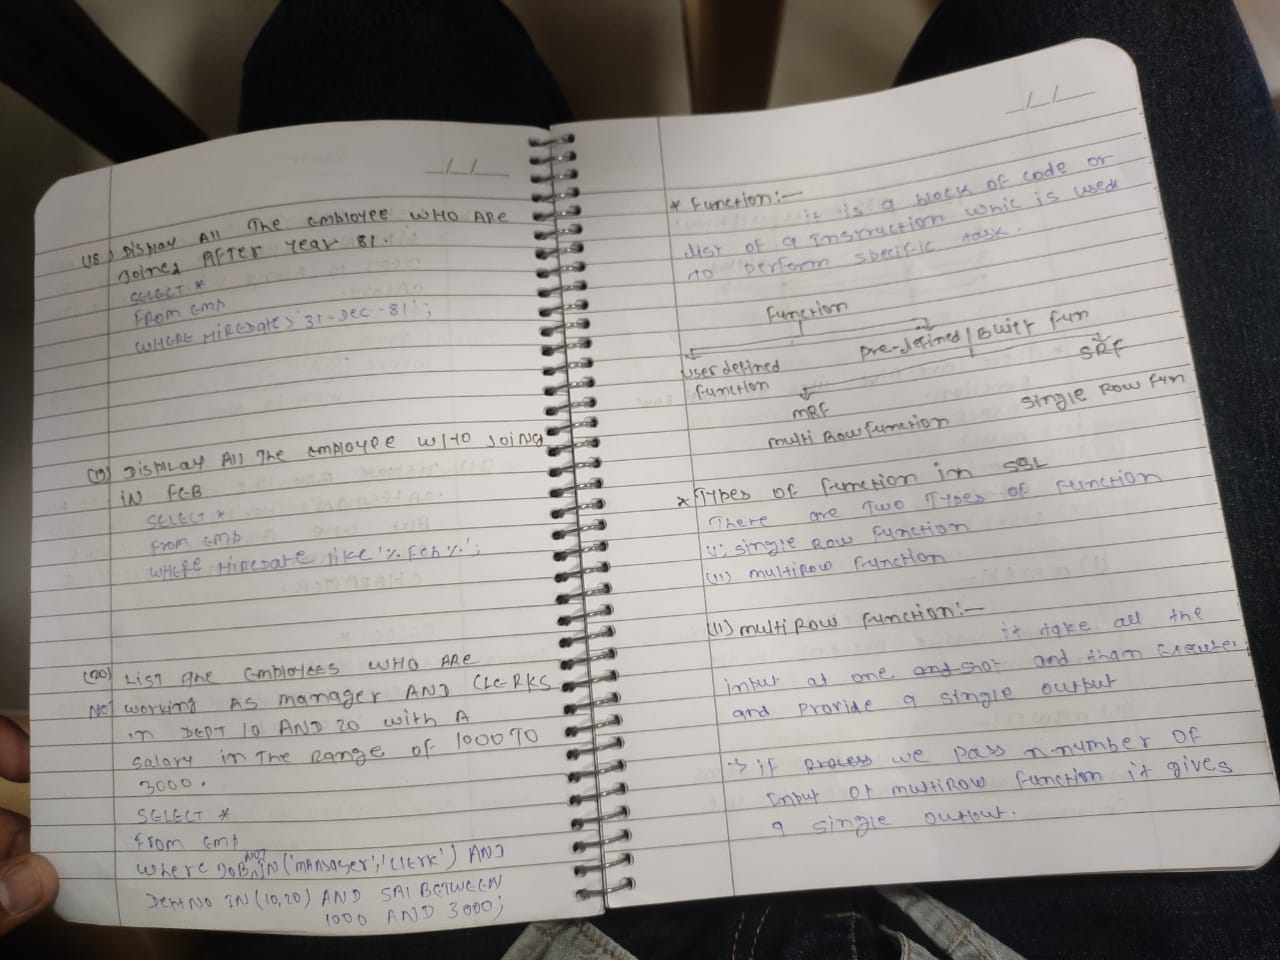 (18) Display All The employee WHO ARE
Joined AFTER year 81.
SELECT *
From emp
WHERE HIREDATE > '31-Dec-81';
(19) Display All The employee WHO Joing
iN FEB
SELECT *
From emp
WHERE HIREDATE like '%Feb%';
(20) List The Employees WHO ARE
No working AS manager AND CLERKS
in DEPT 10 AND 20 with A
Salary in The Range of 1000 TO
3000.
SELECT *
From emp
where JOB NOT IN ('MANAGER','CLERK') AND
DEPTNO IN (10,20) AND SAL BETWEEN
1000 AND 3000;
* Function:-
it is a block of code or
list of a Instruction whic is used
to perform specific task.
Function
User defined Pre-defined / Built fun
function SRF
MRF Single Row Fun
multi Row function
* Types of function in SQL
There are Two Types of function
(i) single Row function
(ii) multirow function
(ii) multi Row function:-
it take all the
input at one and shot and than Execute
and Provide a single output
→ if process we pass n-number of
Input of multirow function it gives
a single output.